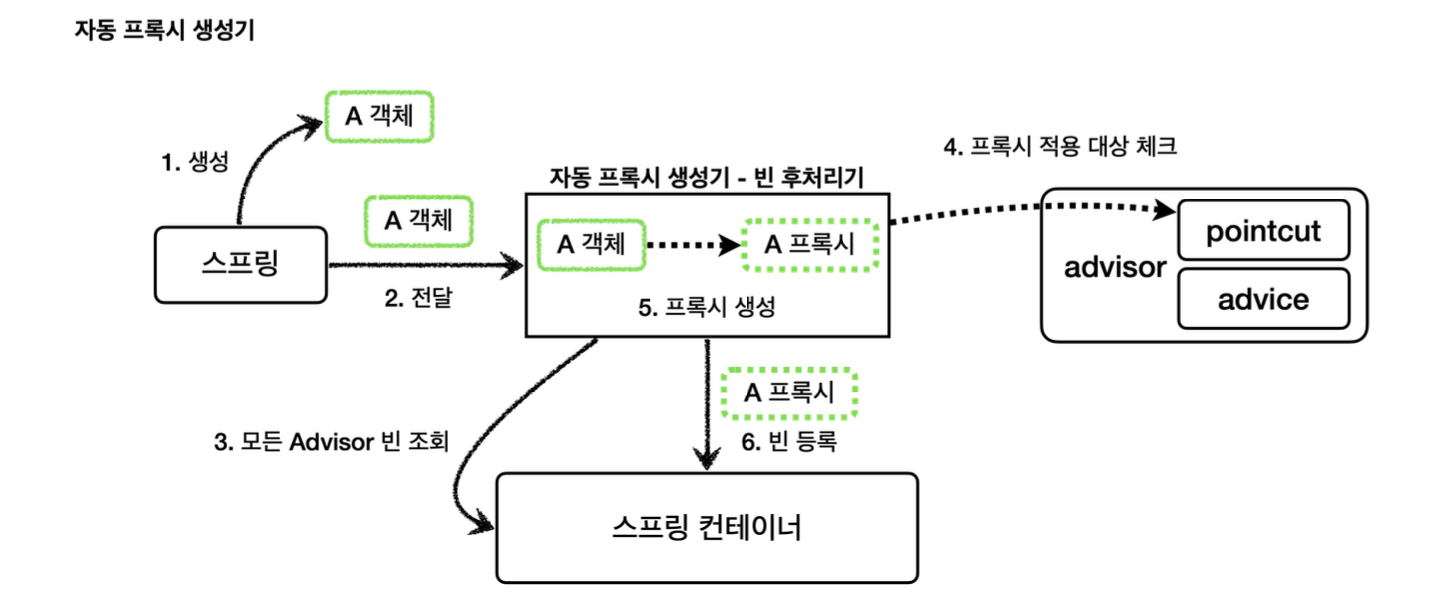 자동 프록시 생성기
A 객체
1. 생성
4. 프록시 적용 대상 체크
자동 프록시 생성기 - 빈 후처리기
A 객체
스프링
2. 전달
A 객체
A 프록시
5. 프록시 생성
advisor
pointcut
advice
A 프록시
3. 모든 Advisor 빈 조회
6. 빈 등록
스프링 컨테이너